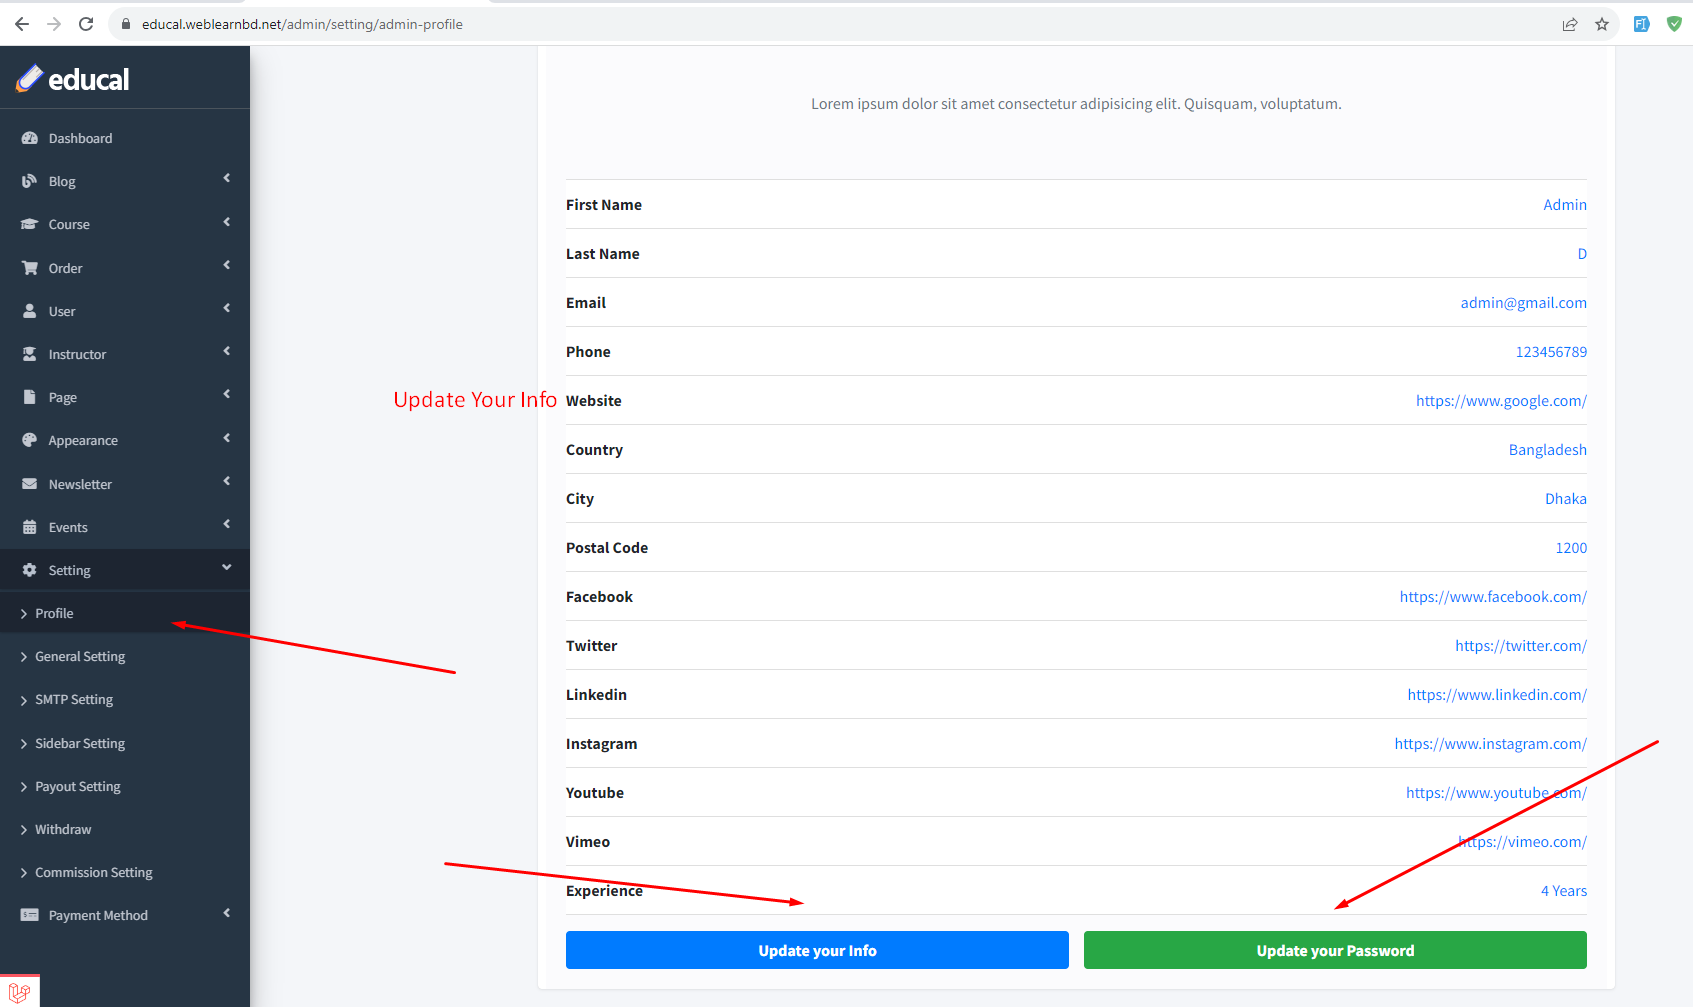 educal.weblearnbd.net/admin/setting/admin-profile
educal
Dashboard
Blog
Course
Order
User
Instructor
Page
Appearance
Newsletter
Events
Setting
Profile
General Setting
SMTP Setting
Sidebar Setting
Payout Setting
Withdraw
Commission Setting
Payment Method
Lorem ipsum dolor sit amet consectetur adipisicing elit. Quisquam, voluptatum.
First Name Admin
Last Name D
Email admin@gmail.com
Phone 123456789
Update Your Info
Website https://www.google.com/
Country Bangladesh
City Dhaka
Postal Code 1200
Facebook https://www.facebook.com/
Twitter https://twitter.com/
Linkedin https://www.linkedin.com/
Instagram https://www.instagram.com/
Youtube https://www.youtube.com/
Vimeo https://vimeo.com/
Experience 4 Years
Update your Info Update your Password